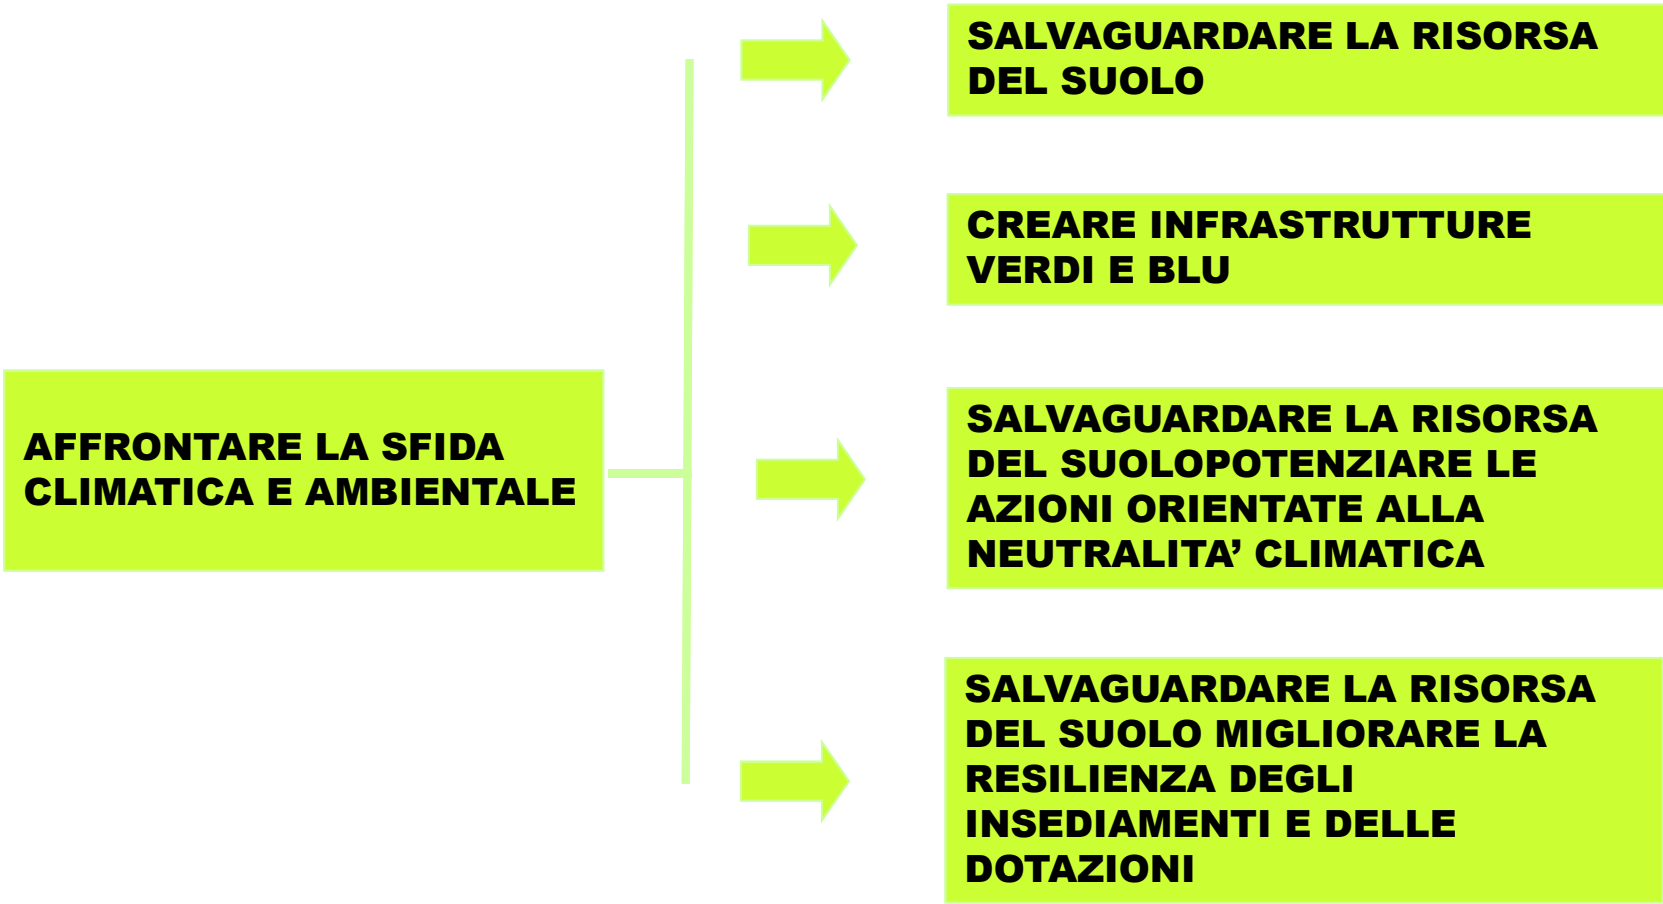 SALVAGUARDARE LA RISORSA
DEL SUOLO
CREARE INFRASTRUTTURE
VERDI E BLU
AFFRONTARE LA SFIDA
CLIMATICA E AMBIENTALE
SALVAGUARDARE LA RISORSA
DEL SUOLOPOTENZIARE LE
AZIONI ORIENTATE ALLA
NEUTRALITA’ CLIMATICA
SALVAGUARDARE LA RISORSA
DEL SUOLO MIGLIORARE LA
RESILIENZA DEGLI
INSEDIAMENTI E DELLE
DOTAZIONI